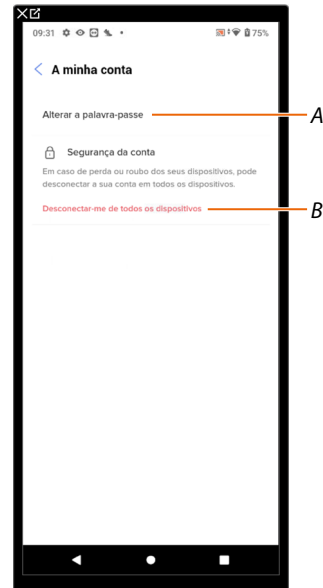 09:31 75%
A minha conta
Alterar a palavra-passe A
Segurança da conta
Em caso de perda ou roubo dos seus dispositivos, pode
desconectar a sua conta em todos os dispositivos.
Desconectar-me de todos os dispositivos B